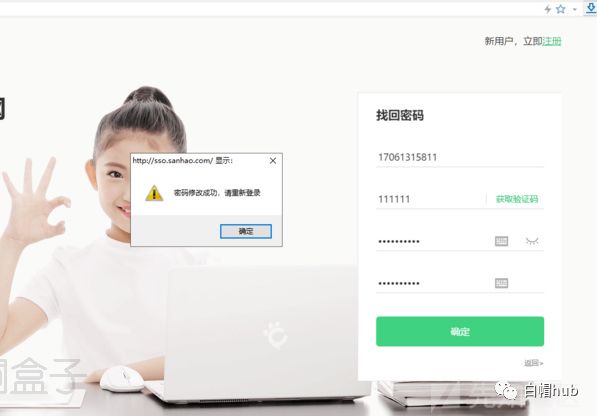 新用户，立即注册
找回密码
http://sso.sanhao.com/ 显示:
密码修改成功，请重新登录
确定
17061315811
111111 获取验证码
确定
返回>
盒子
白帽hub